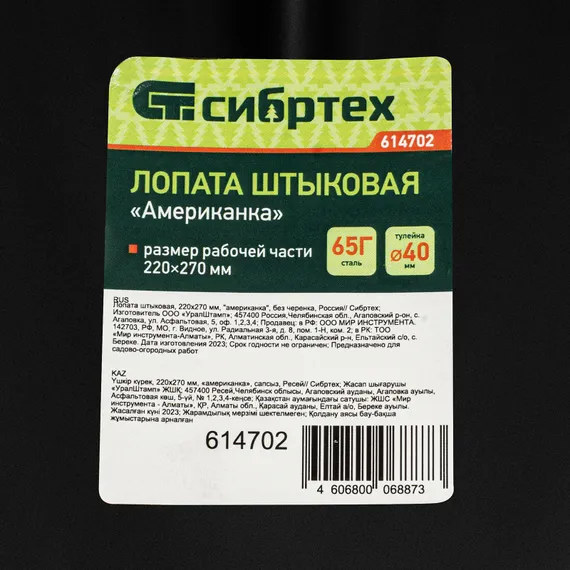 СТ сибртех
614702
ЛОПАТА ШТЫКОВАЯ
«Американка»
размер рабочей части
220×270 мм
65Г
сталь
тулейка
⌀40
мм
RUS
Лопата штыковая, 220х270 мм, "американка", без черенка, Россия// Сибртех;
Изготовитель ООО «УралШтамп»; 457400 Россия,Челябинская обл., Агаповский р-он, с.
Агаповка, ул. Асфальтовая, 5, оф. 1,2,3,4; Продавец: в РФ: ООО МИР ИНСТРУМЕНТА.
142703, РФ, МО, г. Видное, ул. Радиальная 3-я, д. 8, пом. 1-Н, ком. 2; в РК: ТОО
«Мир инструмента-Алматы», РК, Алматинская обл., Карасайский р-н, Ельтайский с/о, с.
Береке. Дата изготовления 2023; Срок годности не ограничен; Предназначено для
садово-огородных работ
KAZ
Үшкір күрек, 220х270 мм, «американка», сапсыз, Ресей// Сибртех; Жасап шығарушы
«УралШтамп» ЖШҚ; 457400 Ресей,Челябинск облысы, Агаповский ауданы, Агаповка ауылы,
Асфальтовая көш, 5-үй, № 1,2,3,4-кеңсе; Қазақстан аумағындағы сатушы: ЖШС «Мир
инструмента - Алматы», ҚР, Алматы обл., Қарасай ауданы, Елтай а/о, Береке ауылы.
Жасалған күні 2023; Жарамдылық мерзімі шектелмеген; Қолдану аясы бау-бақша
жұмыстарына арналған
614702
4 606800 068873